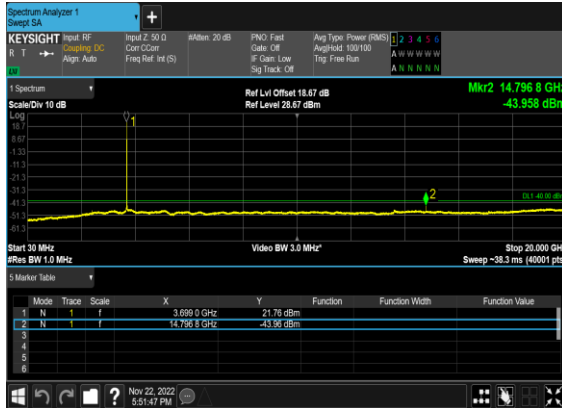 Spectrum Analyzer 1
Swept SA
+
KEYSIGHT
R T
LU
Input: RF
Coupling: DC
Align: Auto
Input Z: 50 Ω
Corr CCorr
Freq Ref: Int (S)
#Atten: 20 dB
PNO: Fast
Gate: Off
IF Gain: Low
Sig Track: Off
Avg Type: Power (RMS)
Avg|Hold: 100/100
Trig: Free Run
1 2 3 4 5 6
A W W W W W
A N N N N N
1 Spectrum
Scale/Div 10 dB
Ref Lvl Offset 18.67 dB
Ref Level 28.67 dBm
Mkr2 14.796 8 GHz
-43.958 dBm
Log
18.7
8.67
-1.33
-11.3
-21.3
-31.3
-41.3
-51.3
-61.3
1
2
DL1 -40.00 dBm
Start 30 MHz
#Res BW 1.0 MHz
Video BW 3.0 MHz*
Stop 20.000 GHz
Sweep ~38.3 ms (40001 pts)
5 Marker Table
Mode Trace Scale X Y Function Function Width Function Value
1 N 1 f 3.699 0 GHz 21.76 dBm
2 N 1 f 14.796 8 GHz -43.96 dBm
3
4
5
6
?
Nov 22, 2022
5:51:47 PM